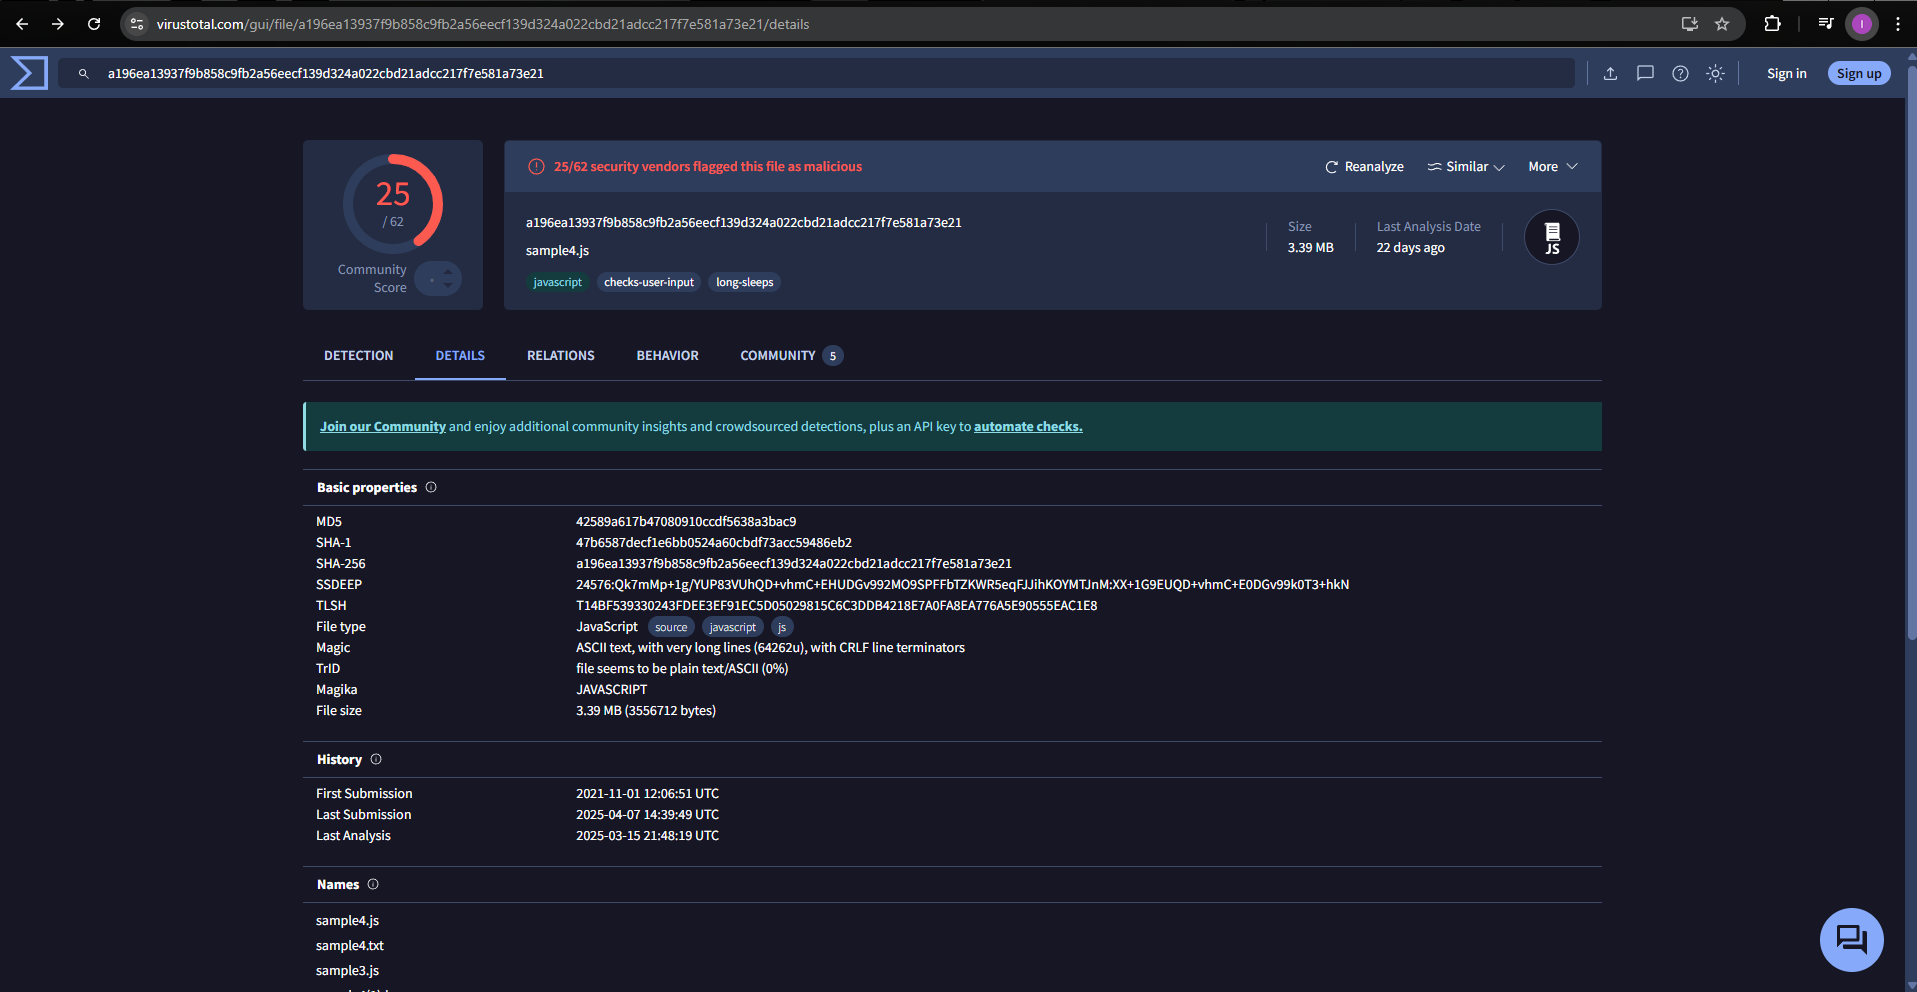 virustotal.com/gui/file/a196ea13937f9b858c9fb2a56eecf139d324a022cbd21adcc217f7e581a73e21/details
I
a196ea13937f9b858c9fb2a56eecf139d324a022cbd21adcc217f7e581a73e21
Sign in
Sign up
25
/ 62
Community
Score
25/62 security vendors flagged this file as malicious
Reanalyze
Similar
More
a196ea13937f9b858c9fb2a56eecf139d324a022cbd21adcc217f7e581a73e21
sample4.js
Size
3.39 MB
Last Analysis Date
22 days ago
JS
javascript
checks-user-input
long-sleeps
DETECTION
DETAILS
RELATIONS
BEHAVIOR
COMMUNITY 5
Join our Community and enjoy additional community insights and crowdsourced detections, plus an API key to automate checks.
Basic properties
MD5 42589a617b47080910ccdf5638a3bac9
SHA-1 47b6587decf1e6bb0524a60cbdf73acc59486eb2
SHA-256 a196ea13937f9b858c9fb2a56eecf139d324a022cbd21adcc217f7e581a73e21
SSDEEP 24576:Qk7mMp+1g/YUP83VUhQD+vhmC+EHUDGv992MO9SPFFbTZKWR5eqFJJihKOYMTJnM:XX+1G9EUQD+vhmC+E0DGv99k0T3+hkN
TLSH T14BF539330243FDEE3EF91EC5D05029815C6C3DDB4218E7A0FA8EA776A5E90555EAC1E8
File type JavaScript source javascript js
Magic ASCII text, with very long lines (64262u), with CRLF line terminators
TrID file seems to be plain text/ASCII (0%)
Magika JAVASCRIPT
File size 3.39 MB (3556712 bytes)
History
First Submission 2021-11-01 12:06:51 UTC
Last Submission 2025-04-07 14:39:49 UTC
Last Analysis 2025-03-15 21:48:19 UTC
Names
sample4.js
sample4.txt
sample3.js